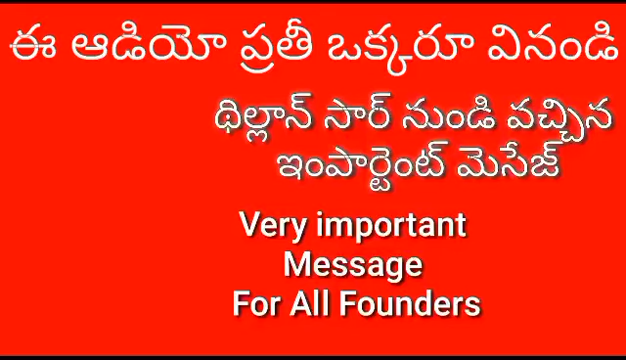 ఈ ఆడియో ప్రతీ ఒక్కరూ వినండి
థిల్లాన్ సార్ నుండి వచ్చిన
ఇంపార్టెంట్ మెసేజ్
Very important
Message
For All Founders